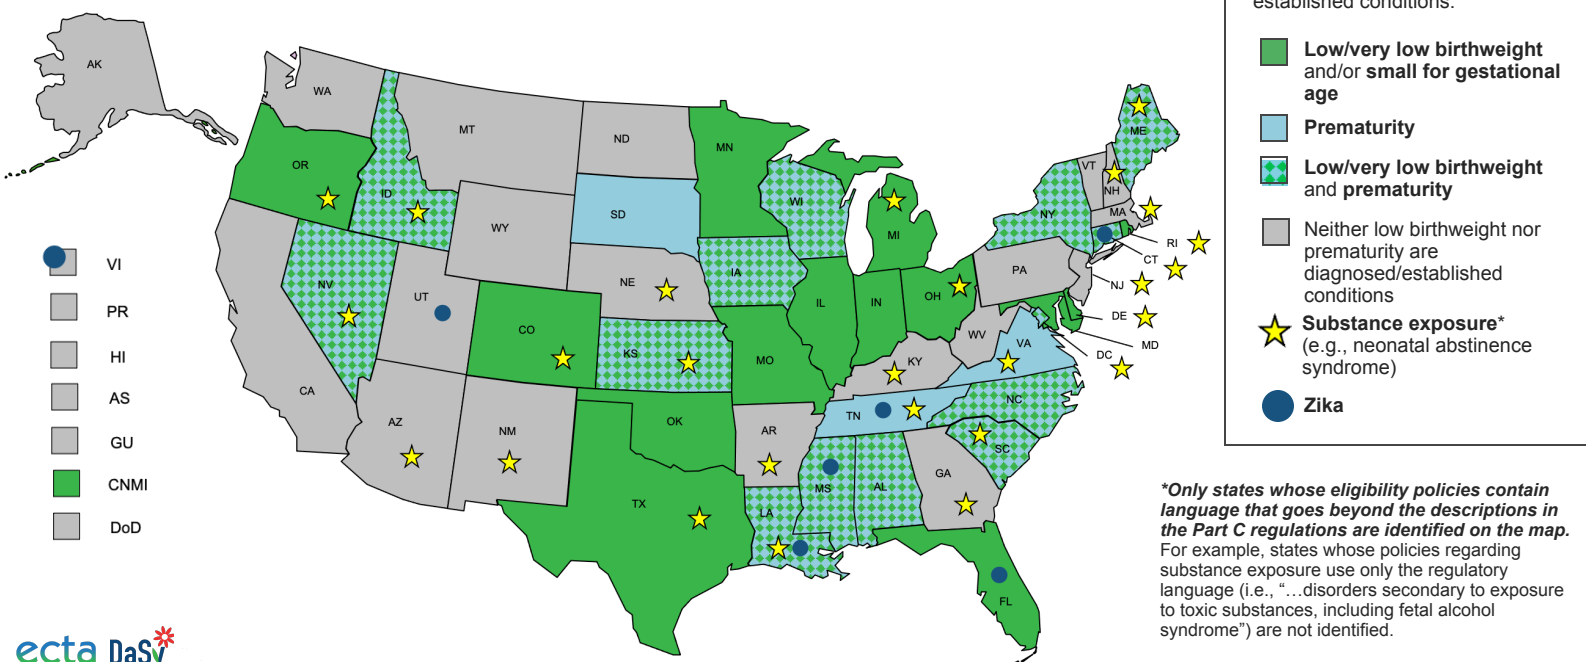 established conditions.
Low/very low birthweight
and/or small for gestational
age
Prematurity
Low/very low birthweight
and prematurity
Neither low birthweight nor
prematurity are
diagnosed/established
conditions
Substance exposure*
(e.g., neonatal abstinence
syndrome)
Zika
AK
WA
OR
ID
MT
ND
MN
SD
WI
MI
WY
NV
UT
CO
NE
IA
KS
IL
IN
OH
PA
NY
VT
NH
ME
MA
RI
CT
NJ
DE
MD
DC
WV
VA
KY
MO
CA
AZ
NM
OK
AR
TN
NC
SC
TX
LA
MS
AL
GA
FL
VI
PR
HI
AS
GU
CNMI
DoD
*Only states whose eligibility policies contain
language that goes beyond the descriptions in
the Part C regulations are identified on the map.
For example, states whose policies regarding
substance exposure use only the regulatory
language (i.e., “…disorders secondary to exposure
to toxic substances, including fetal alcohol
syndrome”) are not identified.
ecta DaSy